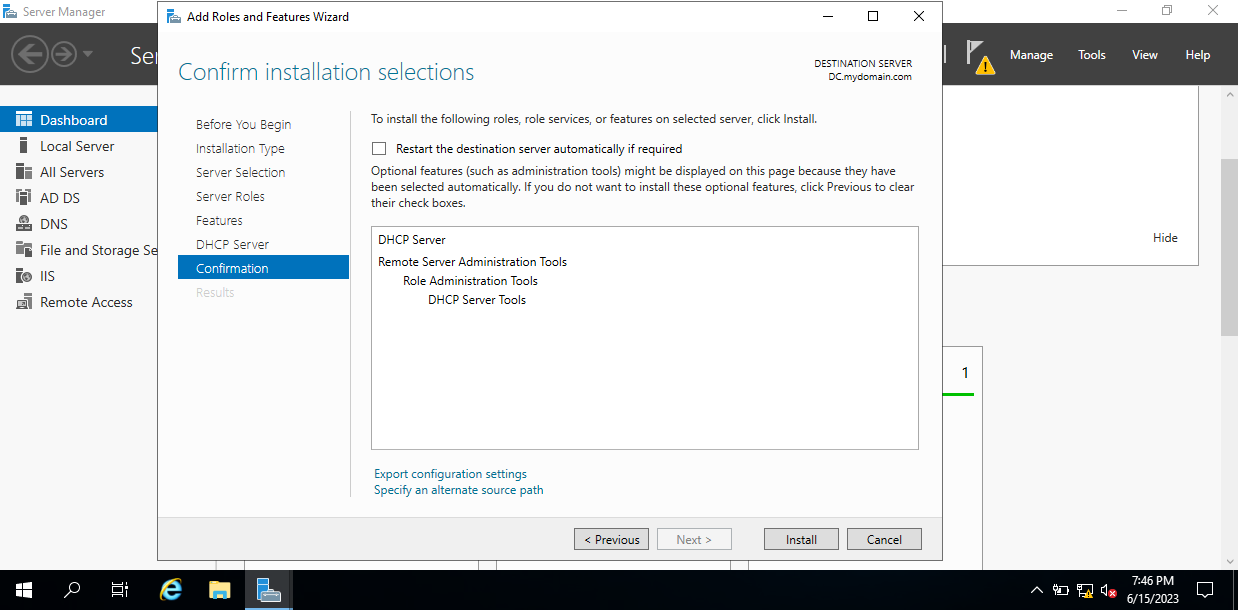 Server Manager
Add Roles and Features Wizard
Ser
Manage
Tools
View
Help
Confirm installation selections
DESTINATION SERVER
DC.mydomain.com
Dashboard
Local Server
All Servers
AD DS
DNS
File and Storage Se
IIS
Remote Access
Before You Begin
Installation Type
Server Selection
Server Roles
Features
DHCP Server
Confirmation
Results
To install the following roles, role services, or features on selected server, click Install.
Restart the destination server automatically if required
Optional features (such as administration tools) might be displayed on this page because they have
been selected automatically. If you do not want to install these optional features, click Previous to clear
their check boxes.
DHCP Server
Remote Server Administration Tools
Role Administration Tools
DHCP Server Tools
Export configuration settings
Specify an alternate source path
Hide
1
< Previous
Next >
Install
Cancel
7:46 PM
6/15/2023